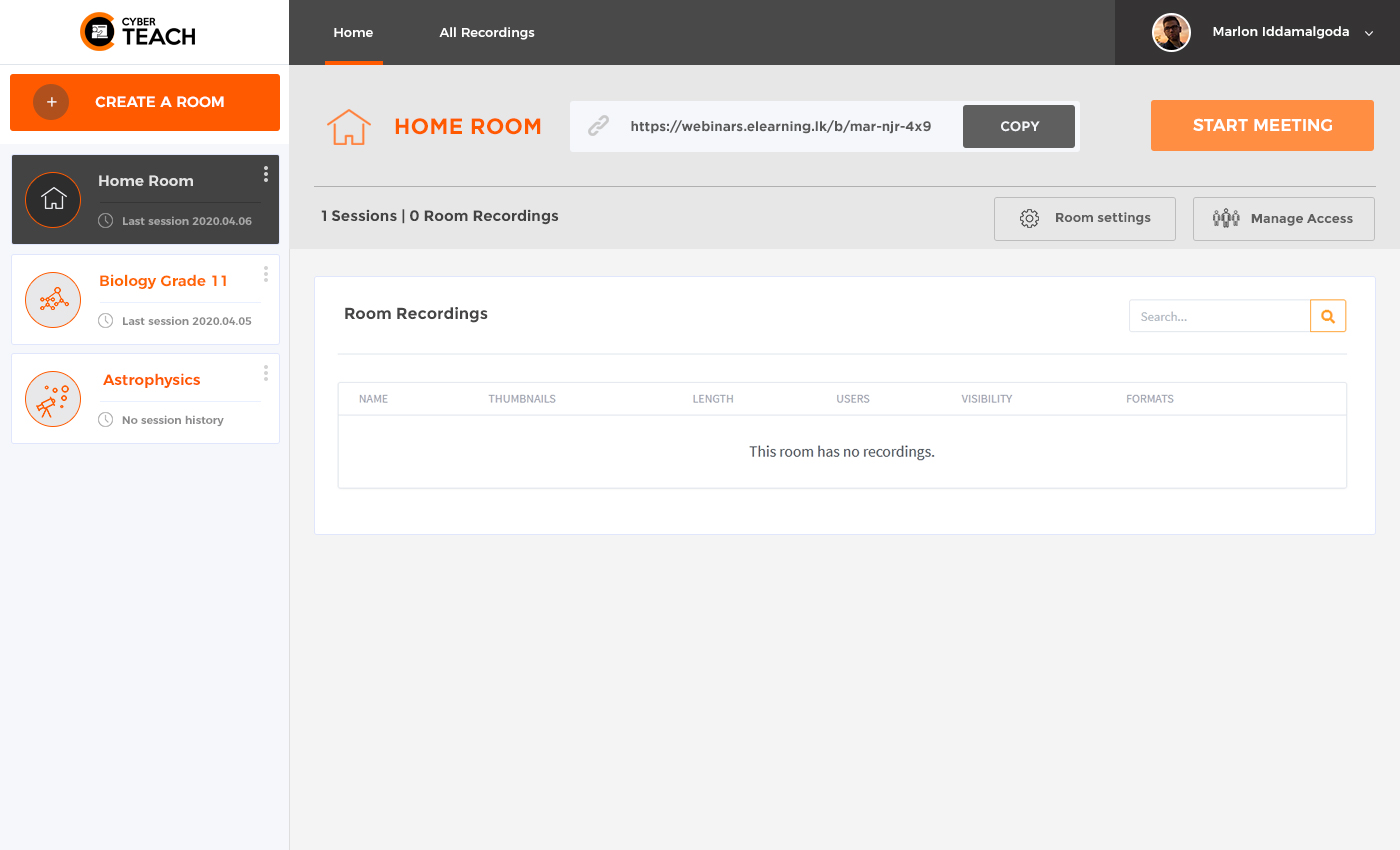 CYBER
TEACH
Home
All Recordings
Marlon Iddamalgoda
+ CREATE A ROOM
HOME ROOM
https://webinars.elearning.lk/b/mar-njr-4x9
COPY
START MEETING
Home Room
Last session 2020.04.06
1 Sessions | 0 Room Recordings
Room settings
Manage Access
Biology Grade 11
Last session 2020.04.05
Astrophysics
No session history
Room Recordings
Search...
NAME THUMBNAILS LENGTH USERS VISIBILITY FORMATS
This room has no recordings.